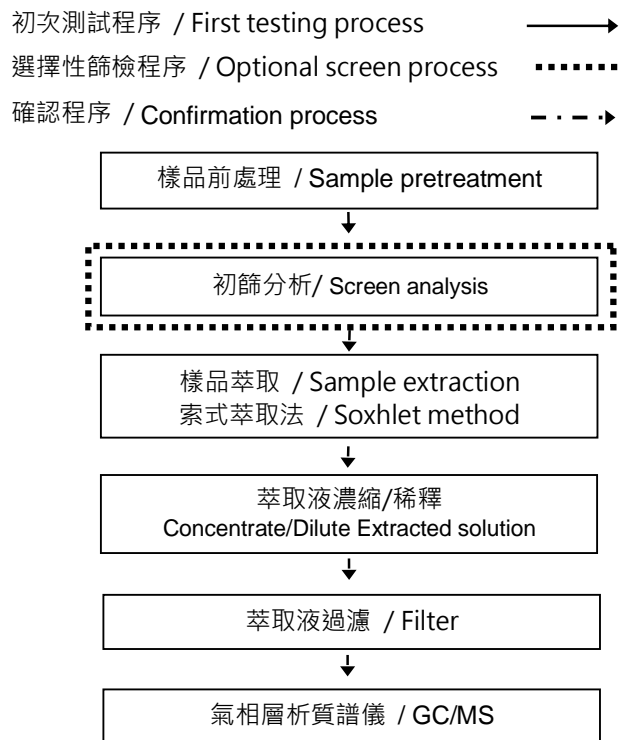 初次測試程序 / First testing process
選擇性篩檢程序 / Optional screen process
確認程序 / Confirmation process
樣品前處理 / Sample pretreatment
初篩分析/ Screen analysis
樣品萃取 / Sample extraction
索式萃取法 / Soxhlet method
萃取液濃縮/稀釋
Concentrate/Dilute Extracted solution
萃取液過濾 / Filter
氣相層析質譜儀 / GC/MS